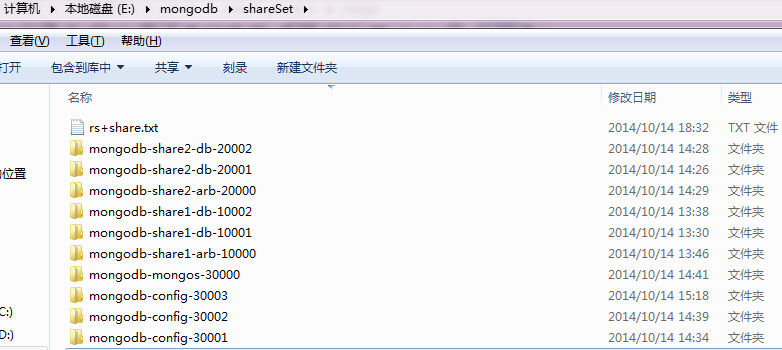 计算机 本地磁盘 (E:) mongodb shareSet
查看(V) 工具(T) 帮助(H)
打开 包含到库中 共享 刻录 新建文件夹
名称 修改日期 类型
rs+share.txt 2014/10/14 18:32 TXT 文件
mongodb-share2-db-20002 2014/10/14 14:28 文件夹
mongodb-share2-db-20001 2014/10/14 14:26 文件夹
的位置 mongodb-share2-arb-20000 2014/10/14 14:29 文件夹
mongodb-share1-db-10002 2014/10/14 13:38 文件夹
mongodb-share1-db-10001 2014/10/14 13:30 文件夹
mongodb-share1-arb-10000 2014/10/14 13:46 文件夹
mongodb-mongos-30000 2014/10/14 14:41 文件夹
mongodb-config-30003 2014/10/14 15:18 文件夹
C:) mongodb-config-30002 2014/10/14 14:39 文件夹
D:) mongodb-config-30001 2014/10/14 14:34 文件夹